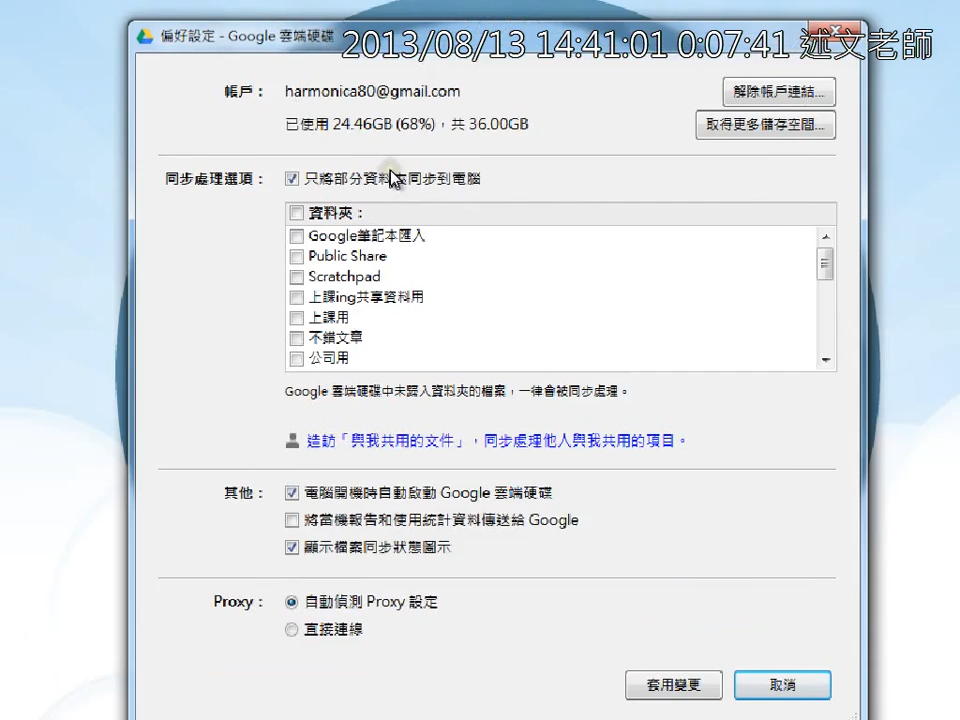 偏好設定 - Google 雲端硬碟
2013/08/13 14:41:01 0:07:41 述文老師
帳戶： harmonica80@gmail.com 解除帳戶連結...
已使用 24.46GB (68%)，共 36.00GB 取得更多儲存空間...
同步處理選項： 只將部分資料夾同步到電腦
資料夾：
Google筆記本匯入
Public Share
Scratchpad
上課ing共享資料用
上課用
不錯文章
公司用
Google 雲端硬碟中未歸入資料夾的檔案，一律會被同步處理。
造訪「與我共用的文件」，同步處理他人與我共用的項目。
其他： 電腦開機時自動啟動 Google 雲端硬碟
將當機報告和使用統計資料傳送給 Google
顯示檔案同步狀態圖示
Proxy： 自動偵測 Proxy 設定
直接連線
套用變更 取消